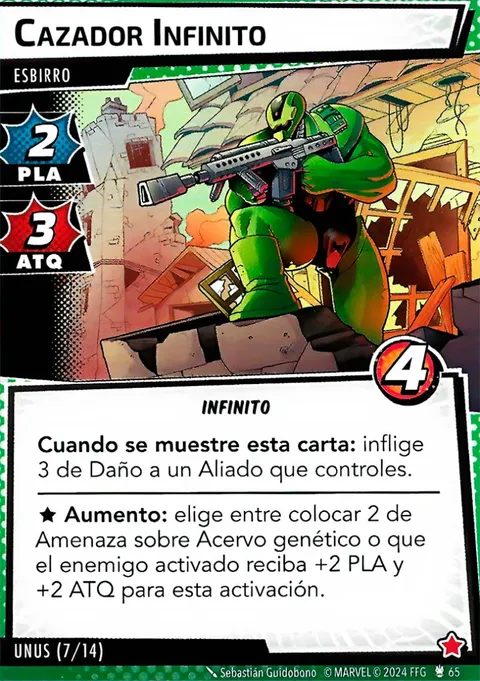 CAZADOR INFINITO
ESBIRRO
2
PLA
3
ATQ
4
INFINITO
Cuando se muestre esta carta: inflige
3 de Daño a un Aliado que controles.
★ Aumento: elige entre colocar 2 de
Amenaza sobre Acervo genético o que
el enemigo activado reciba +2 PLA y
+2 ATQ para esta activación.
UNUS (7/14)
Sebastián Guidobono © MARVEL © 2024 FFG 65